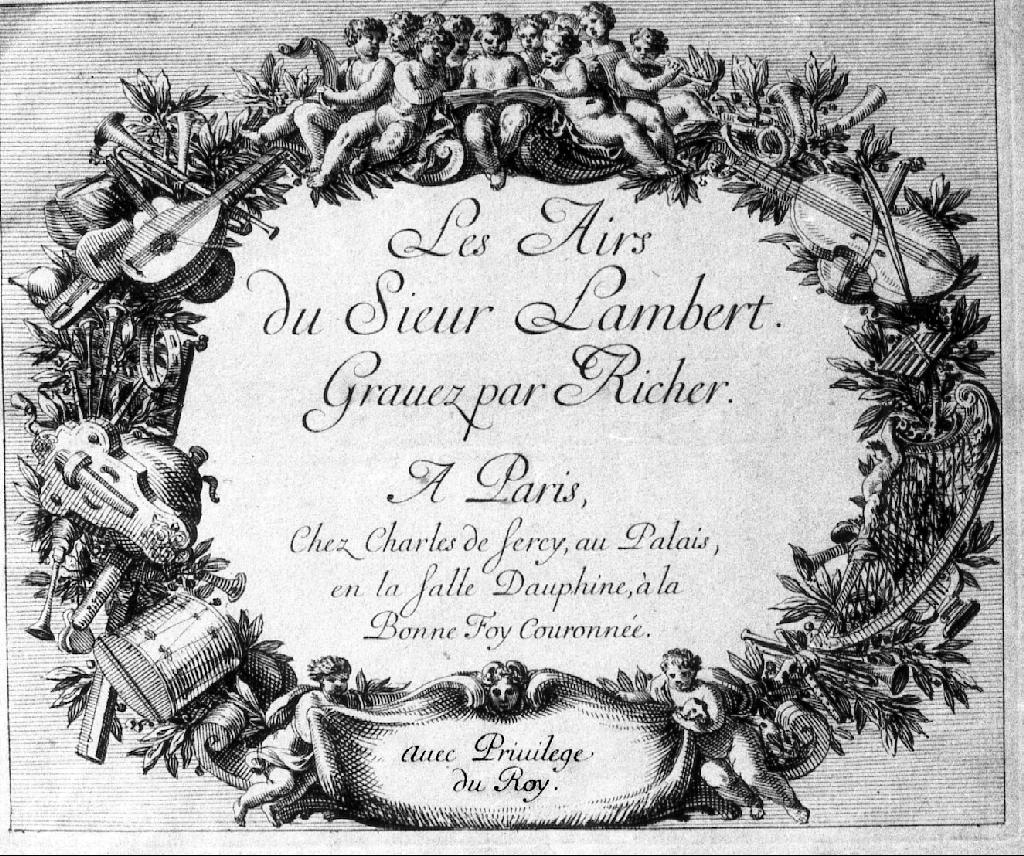 Les Airs
du Sieur Lambert.
Grauez par Richer.
A Paris,
Chez Charles de Sercy, au Palais,
en la Salle Dauphine, à la
Bonne Foy Couronnée.
auec Priuilege
du Roy.